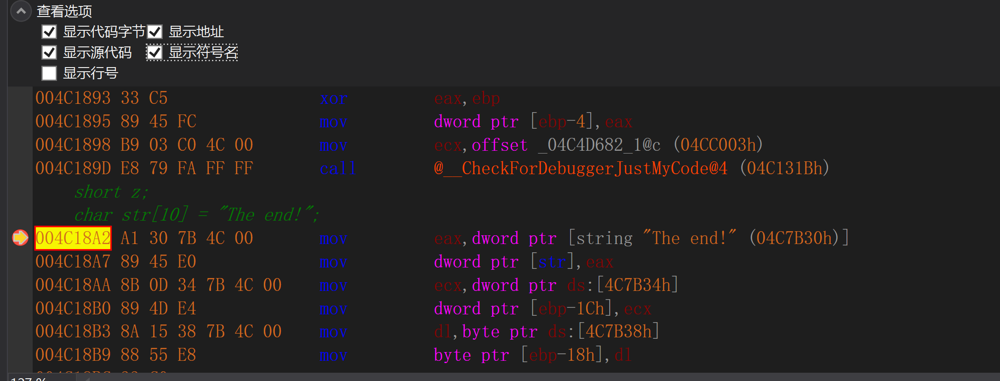 查看选项
显示代码字节 显示地址
显示源代码 显示符号名
显示行号
004C1893 33 C5 xor eax,ebp
004C1895 89 45 FC mov dword ptr [ebp-4],eax
004C1898 B9 03 C0 4C 00 mov ecx,offset _04C4D682_1@c (04CC003h)
004C189D E8 79 FA FF FF call @__CheckForDebuggerJustMyCode@4 (04C131Bh)
short z;
char str[10] = "The end!";
004C18A2 A1 30 7B 4C 00 mov eax,dword ptr [string "The end!" (04C7B30h)]
004C18A7 89 45 E0 mov dword ptr [str],eax
004C18AA 8B 0D 34 7B 4C 00 mov ecx,dword ptr ds:[4C7B34h]
004C18B0 89 4D E4 mov dword ptr [ebp-1Ch],ecx
004C18B3 8A 15 38 7B 4C 00 mov dl,byte ptr ds:[4C7B38h]
004C18B9 88 55 E8 mov byte ptr [ebp-18h],dl